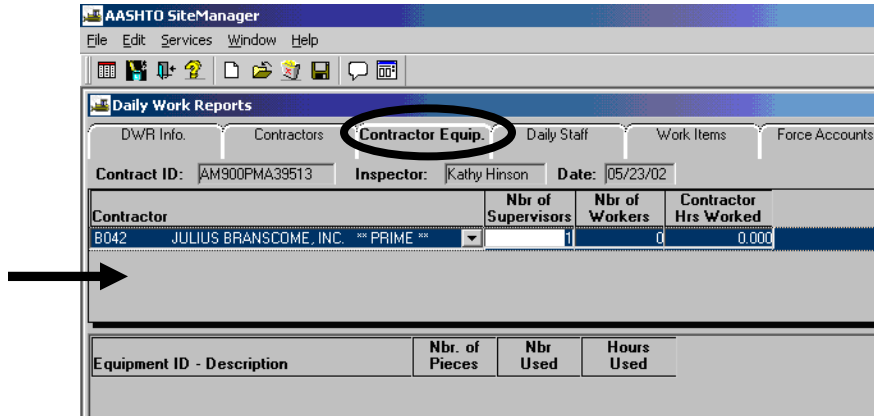 AASHTO SiteManager
File Edit Services Window Help
Daily Work Reports
DWR Info. Contractors Contractor Equip. Daily Staff Work Items Force Accounts
Contract ID: AM900PMA39513 Inspector: Kathy Hinson Date: 05/23/02
Contractor Nbr of Supervisors Nbr of Workers Contractor Hrs Worked
B042 JULIUS BRANSCOME, INC. ** PRIME ** 1 0 0.000
Equipment ID - Description Nbr. of Pieces Nbr Used Hours Used